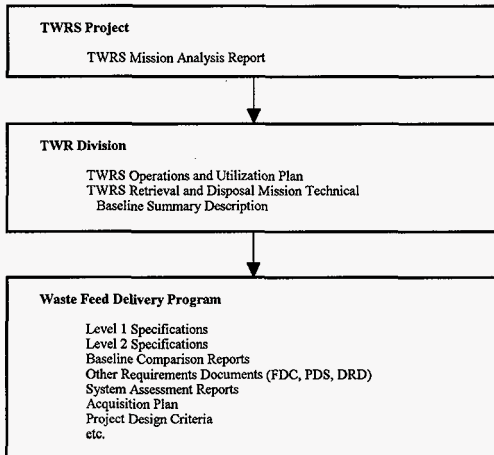 TWRS Project
TWRS Mission Analysis Report
TWR Division
TWRS Operations and Utilization Plan
TWRS Retrieval and Disposal Mission Technical
Baseline Summary Description
Waste Feed Delivery Program
Level 1 Specifications
Level 2 Specifications
Baseline Comparison Reports
Other Requirements Documents (FDC, PDS, DRD)
System Assessment Reports
Acquisition Plan
Project Design Criteria
etc.